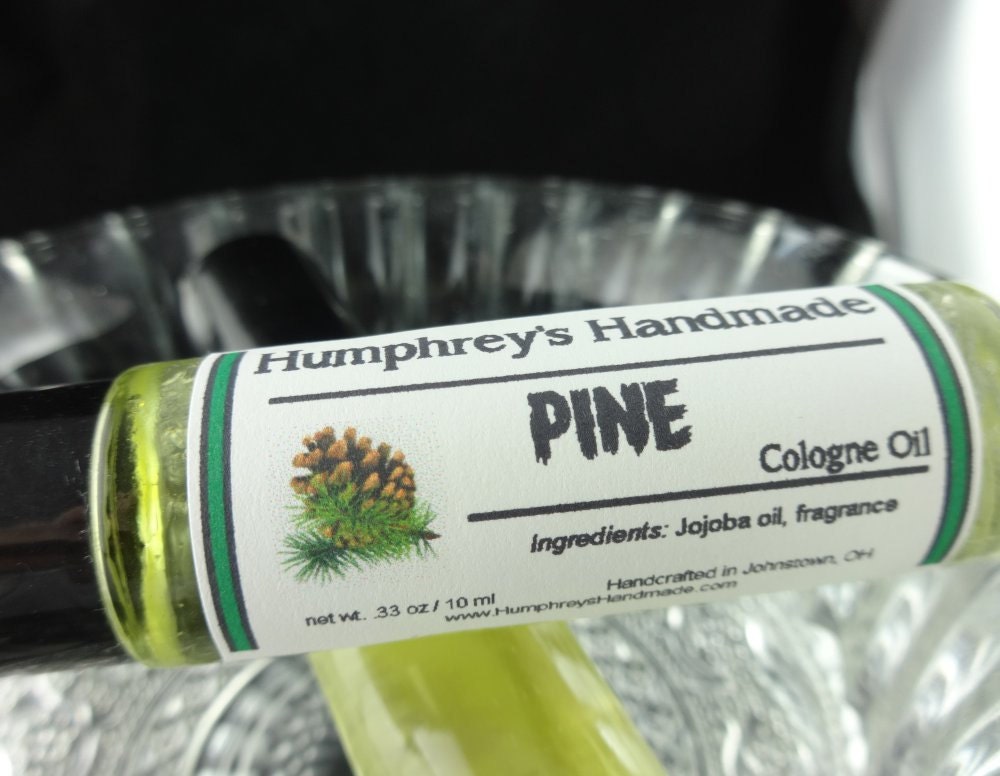 Humphrey's Handmade
PINE
Cologne Oil
Ingredients: Jojoba oil, fragrance
Handcrafted in Johnstown, OH
net wt. .33 oz / 10 ml
www.HumphreysHandmade.com